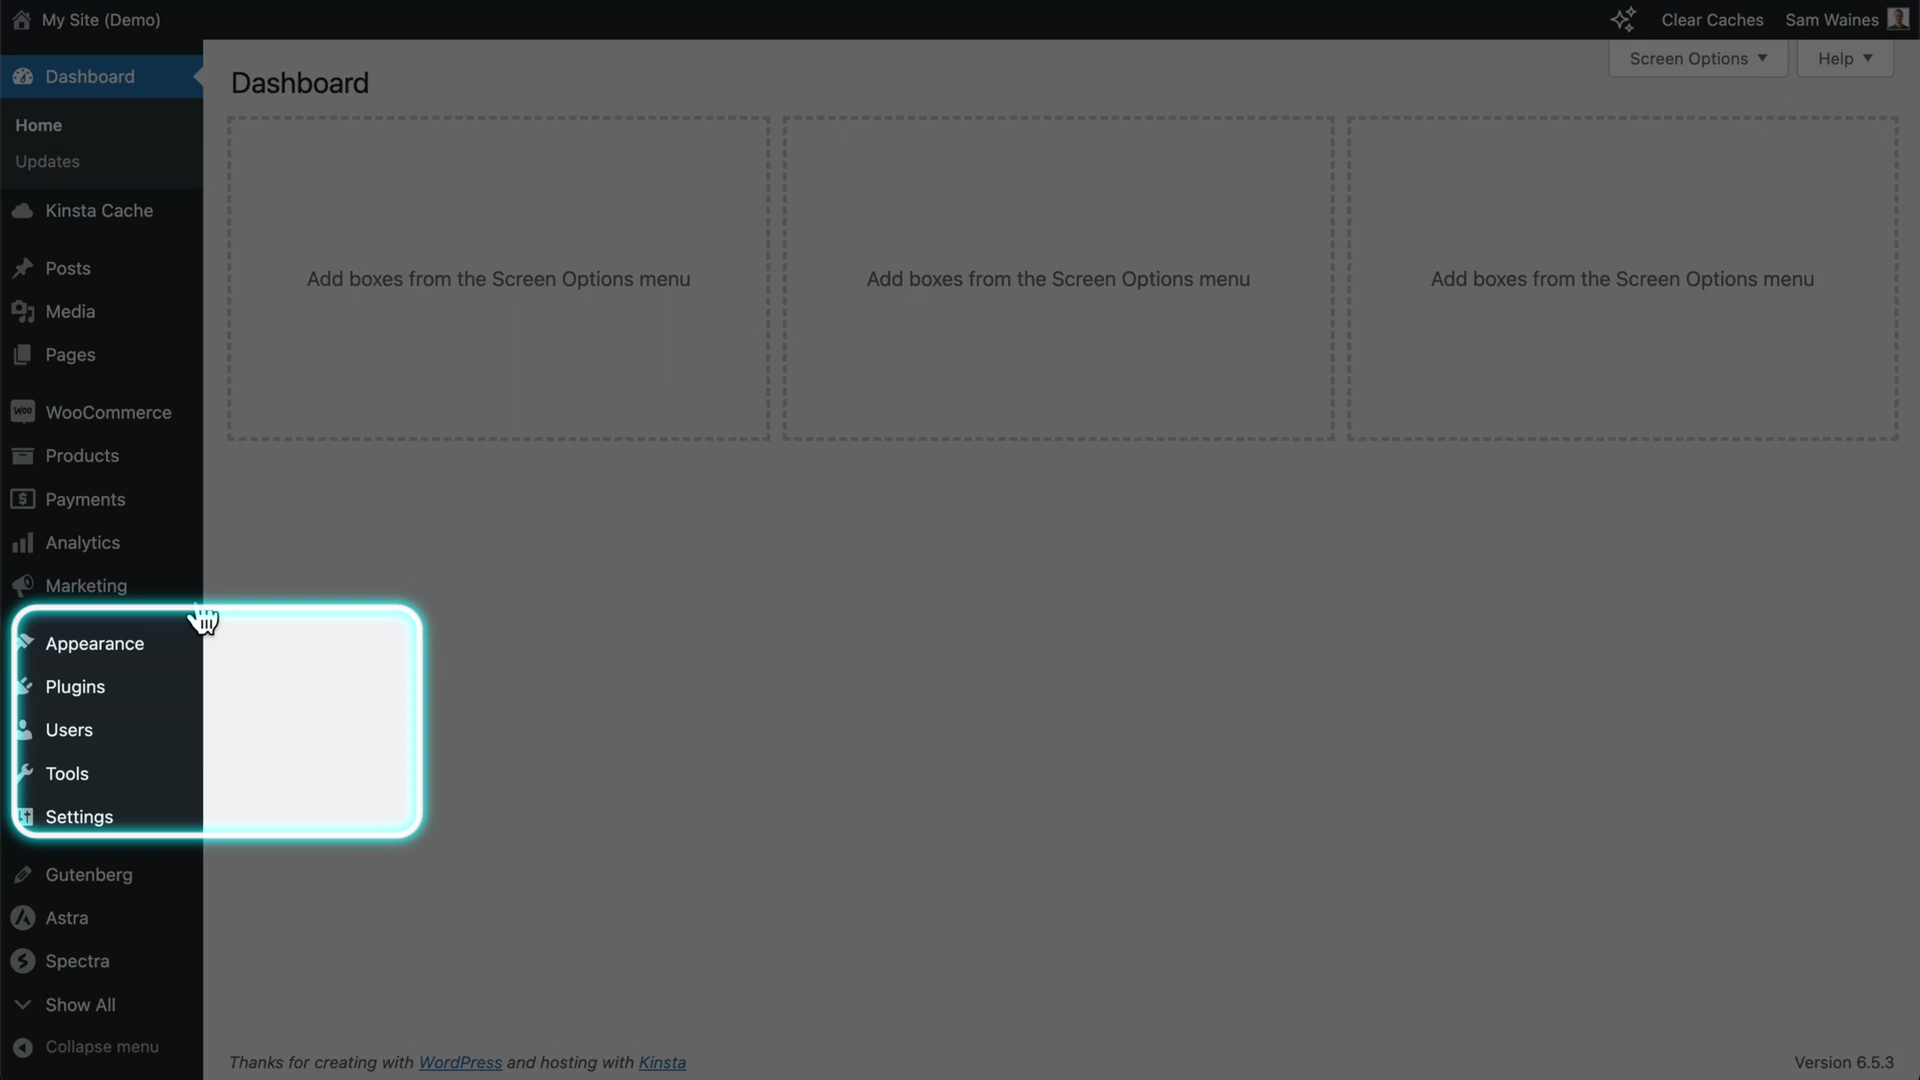 My Site (Demo)
Clear Caches
Sam Waines
Dashboard
Home
Updates
Kinsta Cache
Posts
Media
Pages
WOO WooCommerce
Products
Payments
Analytics
Marketing
Appearance
Plugins
Users
Tools
Settings
Gutenberg
Astra
Spectra
Show All
Collapse menu
Dashboard
Screen Options
Help
Add boxes from the Screen Options menu
Add boxes from the Screen Options menu
Add boxes from the Screen Options menu
Thanks for creating with WordPress and hosting with Kinsta
Version 6.5.3